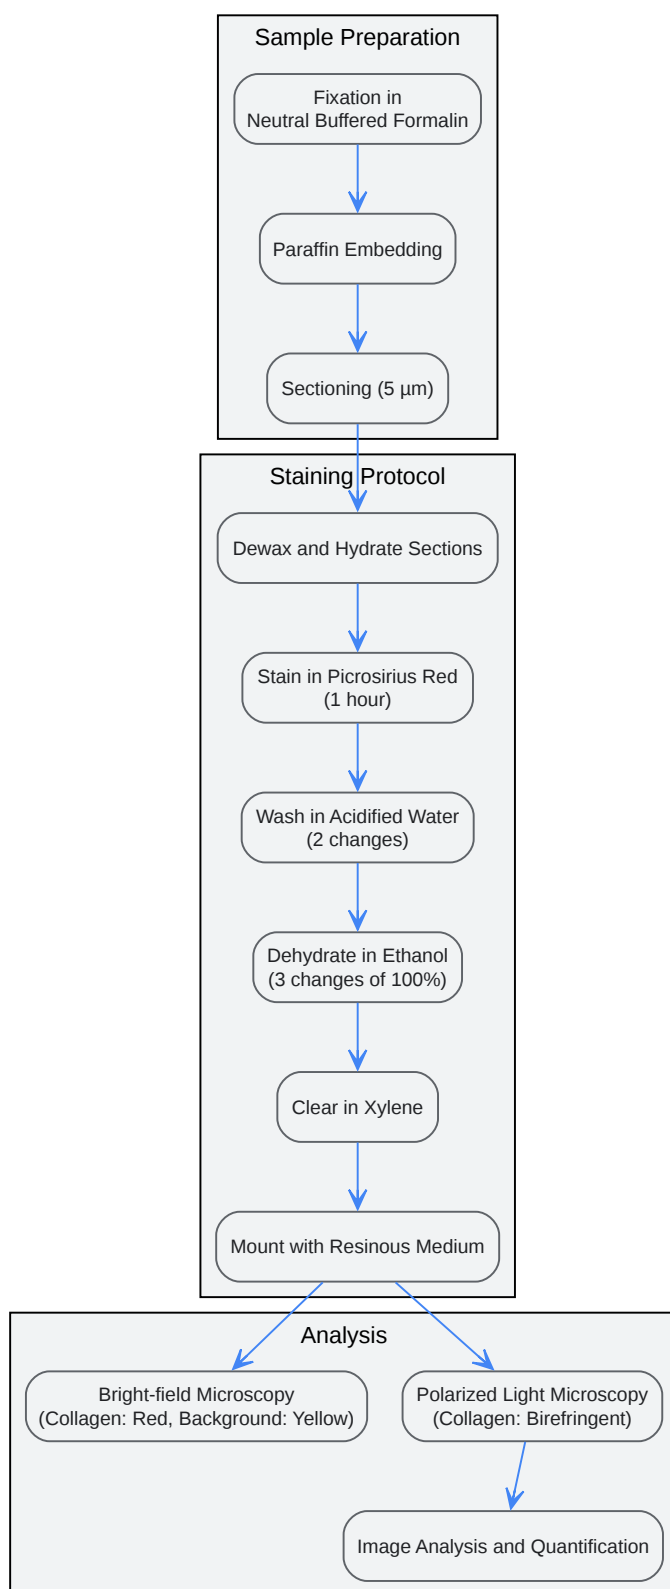 Sample Preparation
Fixation in
Neutral Buffered Formalin
Paraffin Embedding
Sectioning (5 µm)
Staining Protocol
Dewax and Hydrate Sections
Stain in Picrosirius Red
(1 hour)
Wash in Acidified Water
(2 changes)
Dehydrate in Ethanol
(3 changes of 100%)
Clear in Xylene
Mount with Resinous Medium
Analysis
Bright-field Microscopy
(Collagen: Red, Background: Yellow)
Polarized Light Microscopy
(Collagen: Birefringent)
Image Analysis and Quantification